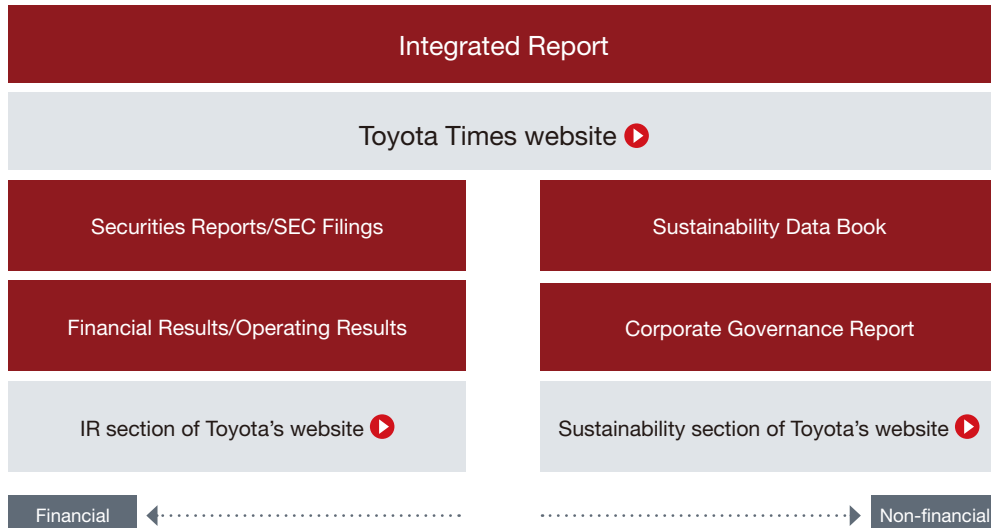 Integrated Report
Toyota Times website
Securities Reports/SEC Filings
Sustainability Data Book
Financial Results/Operating Results
Corporate Governance Report
IR section of Toyota’s website
Sustainability section of Toyota’s website
Financial
Non-financial